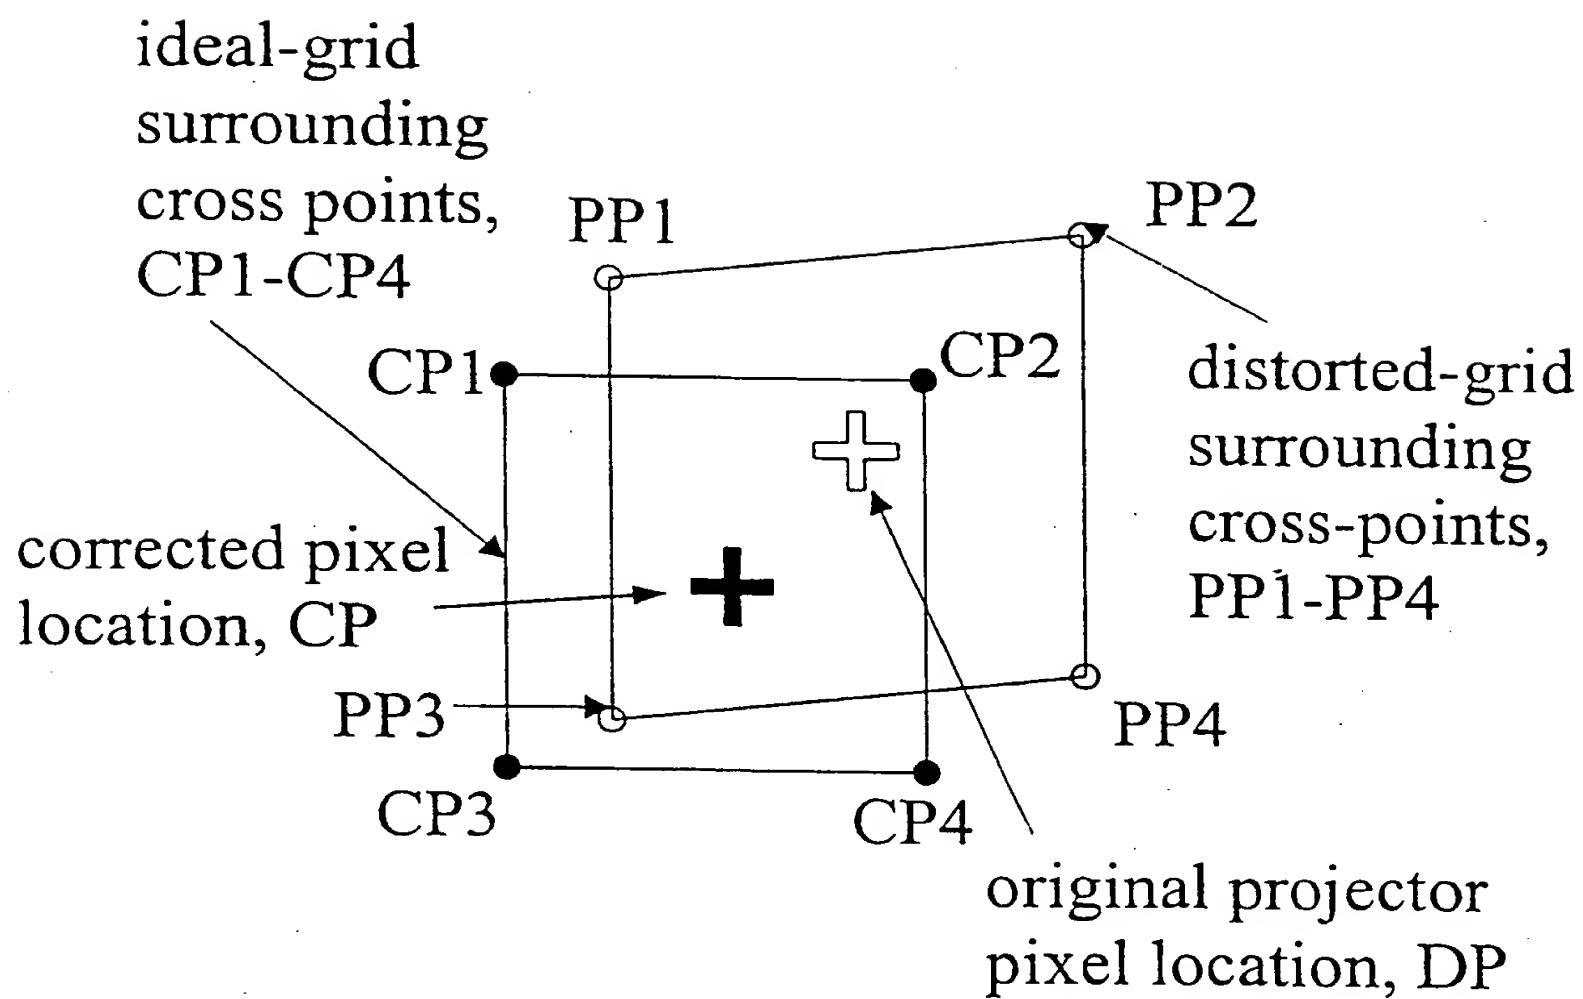 ideal-grid
surrounding
cross points,
CP1-CP4
PP1
PP2
CP1
CP2
distorted-grid
surrounding
cross-points,
PP1-PP4
corrected pixel
location, CP
PP3
PP4
CP3
CP4
original projector
pixel location, DP